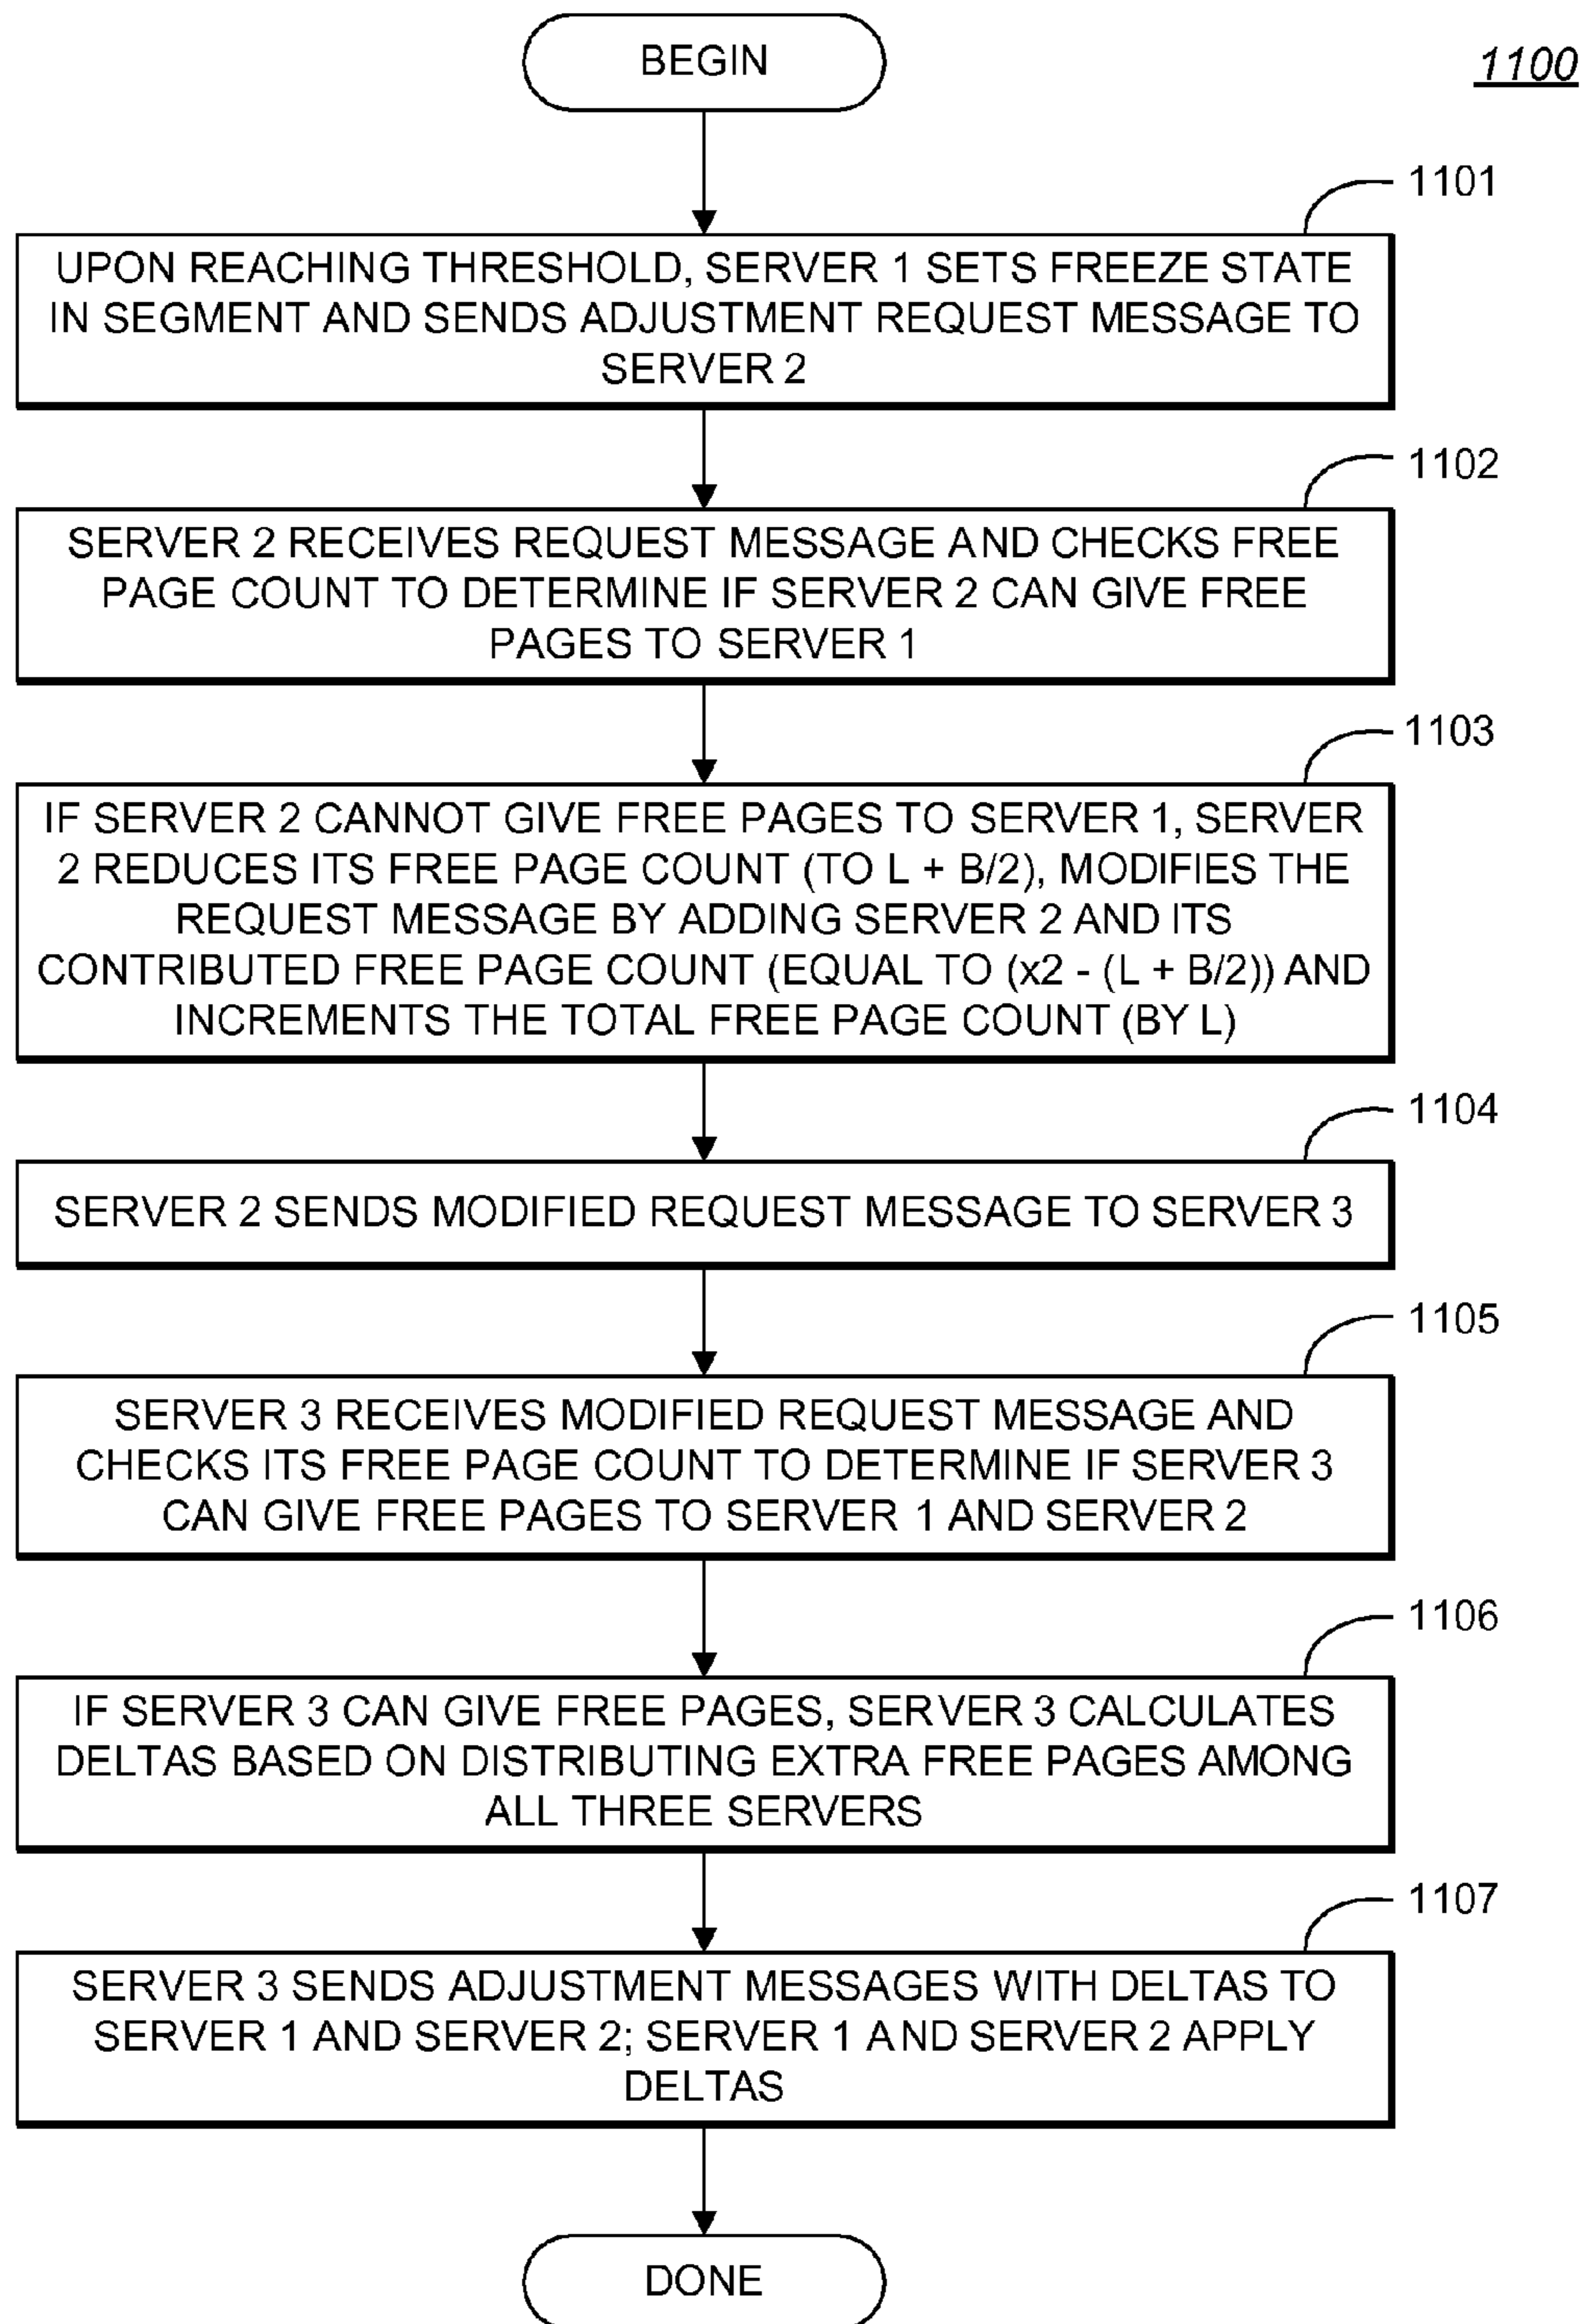 BEGIN
1100
1101
UPON REACHING THRESHOLD, SERVER 1 SETS FREEZE STATE
IN SEGMENT AND SENDS ADJUSTMENT REQUEST MESSAGE TO
SERVER 2
1102
SERVER 2 RECEIVES REQUEST MESSAGE AND CHECKS FREE
PAGE COUNT TO DETERMINE IF SERVER 2 CAN GIVE FREE
PAGES TO SERVER 1
1103
IF SERVER 2 CANNOT GIVE FREE PAGES TO SERVER 1, SERVER
2 REDUCES ITS FREE PAGE COUNT (TO L + B/2), MODIFIES THE
REQUEST MESSAGE BY ADDING SERVER 2 AND ITS
CONTRIBUTED FREE PAGE COUNT (EQUAL TO (x2 - (L + B/2)) AND
INCREMENTS THE TOTAL FREE PAGE COUNT (BY L)
1104
SERVER 2 SENDS MODIFIED REQUEST MESSAGE TO SERVER 3
1105
SERVER 3 RECEIVES MODIFIED REQUEST MESSAGE AND
CHECKS ITS FREE PAGE COUNT TO DETERMINE IF SERVER 3
CAN GIVE FREE PAGES TO SERVER 1 AND SERVER 2
1106
IF SERVER 3 CAN GIVE FREE PAGES, SERVER 3 CALCULATES
DELTAS BASED ON DISTRIBUTING EXTRA FREE PAGES AMONG
ALL THREE SERVERS
1107
SERVER 3 SENDS ADJUSTMENT MESSAGES WITH DELTAS TO
SERVER 1 AND SERVER 2; SERVER 1 AND SERVER 2 APPLY
DELTAS
DONE